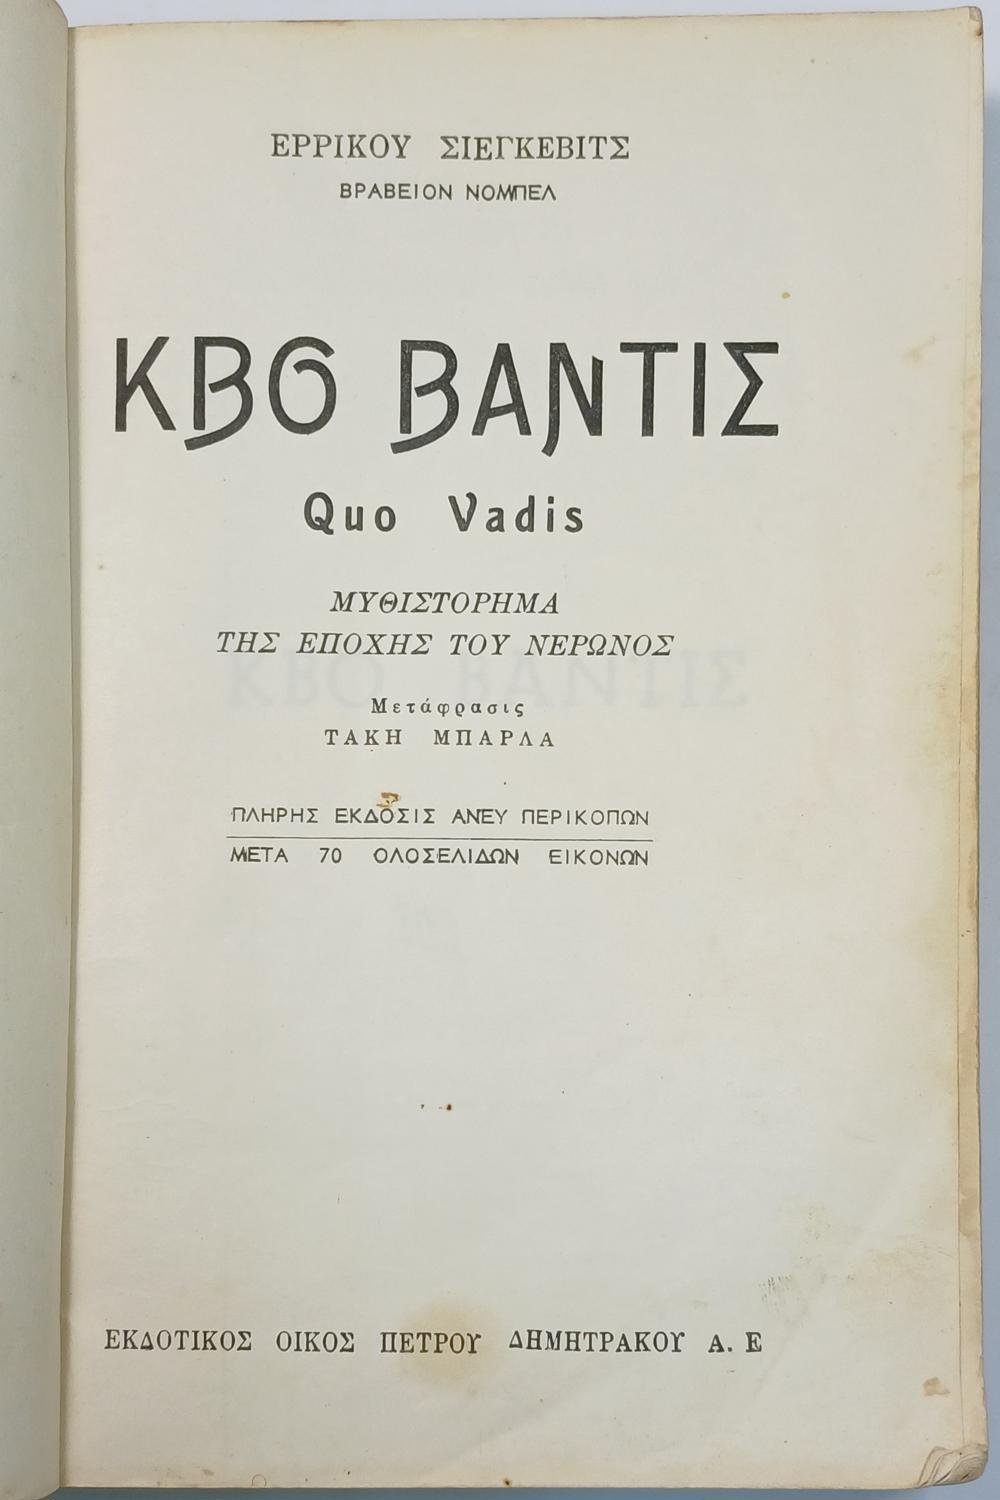 ΕΡΡΙΚΟΥ ΣΙΕΓΚΕΒΙΤΣ
ΒΡΑΒΕΙΟΝ ΝΟΜΠΕΛ
ΚΒΟ ΒΑΝΤΙΣ
Quo Vadis
ΜΥΘΙΣΤΟΡΗΜΑ
ΤΗΣ ΕΠΟΧΗΣ ΤΟΥ ΝΕΡΩΝΟΣ
Μετάφρασις
ΤΑΚΗ ΜΠΑΡΛΑ
ΠΛΗΡΗΣ ΕΚΔΟΣΙΣ ΑΝΕΥ ΠΕΡΙΚΟΠΩΝ
ΜΕΤΑ 70 ΟΛΟΣΕΛΙΔΩΝ ΕΙΚΟΝΩΝ
ΕΚΔΟΤΙΚΟΣ ΟΙΚΟΣ ΠΕΤΡΟΥ ΔΗΜΗΤΡΑΚΟΥ Α. Ε